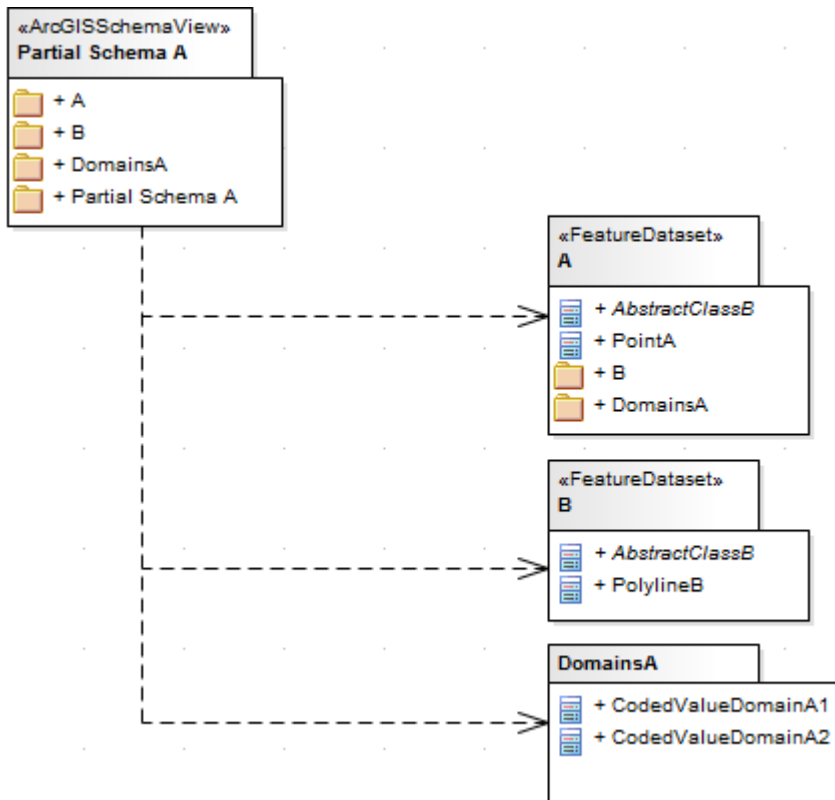 «ArcGISSchemaView»
Partial Schema A
+ A
+ B
+ DomainsA
+ Partial Schema A
«FeatureDataset»
A
+ AbstractClassB
+ PointA
+ B
+ DomainsA
«FeatureDataset»
B
+ AbstractClassB
+ PolylineB
DomainsA
+ CodedValueDomainA1
+ CodedValueDomainA2